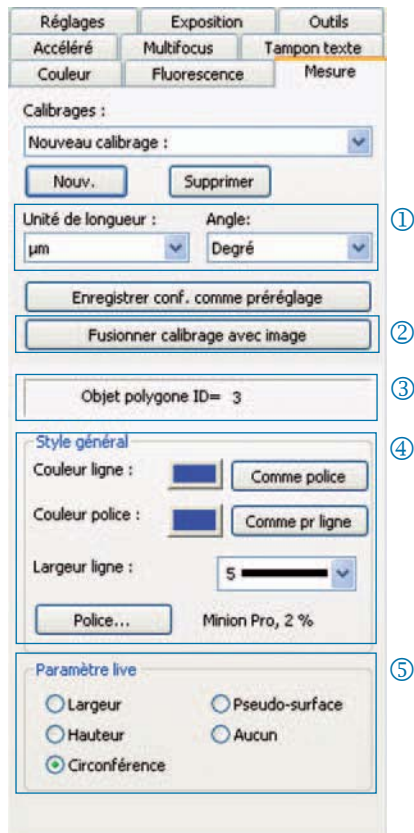 Réglages Exposition Outils
Accéléré Multifocus Tampon texte
Couleur Fluorescence Mesure
Calibrages :
Nouveau calibrage :
Nouv. Supprimer
Unité de longueur : Angle: ①
µm Degré
Enregistrer conf. comme préréglage
Fusionner calibrage avec image ②
Objet polygone ID= 3 ③
Style général ④
Couleur ligne : Comme police
Couleur police : Comme pr ligne
Largeur ligne : 5
Police... Minion Pro, 2 %
Paramètre live ⑤
Largeur Pseudo-surface
Hauteur Aucun
Circonférence